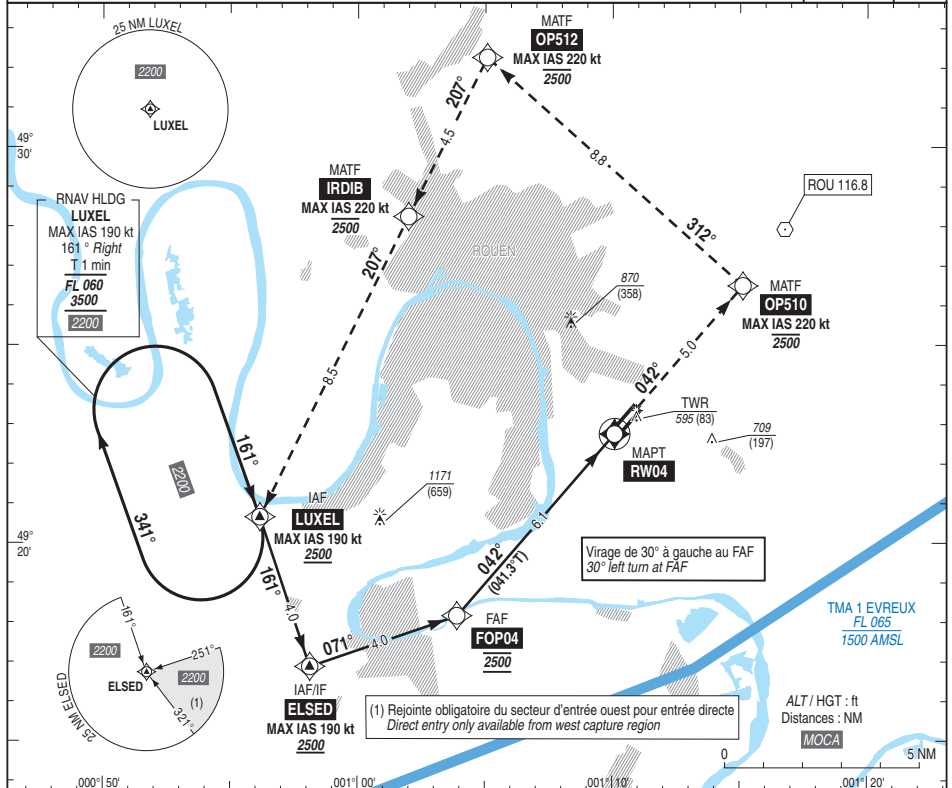 25 NM LUXEL
2200
LUXEL
MATF
OP512
MAX IAS 220 kt
2500
207°
4.5
8.8
312°
49°
30'
RNAV HLDG
LUXEL
MAX IAS 190 kt
161 ° Right
T 1 min
FL 060
3500
2200
MATF
IRDIB
MAX IAS 220 kt
2500
207°
8.5
ROUEN
ROU 116.8
870
(358)
MATF
OP510
MAX IAS 220 kt
2500
5.0
042°
TWR
595 (83)
709
(197)
MAPT
RW04
161°
2200
341°
IAF
LUXEL
MAX IAS 190 kt
2500
1171
(659)
6.1
042°
(041.3°T)
49°
20'
161°
4.0
Virage de 30° à gauche au FAF
30° left turn at FAF
TMA 1 EVREUX
FL 065
1500 AMSL
071°
4.0
FAF
FOP04
2500
161°
2200
251°
ELSED
2200
(1)
321°
25 NM ELSED
IAF/IF
ELSED
MAX IAS 190 kt
2500
(1) Rejointe obligatoire du secteur d'entrée ouest pour entrée directe
Direct entry only available from west capture region
ALT / HGT : ft
Distances : NM
MOCA
0 5 NM
000°50' 001°00' 001°10' 001°20'